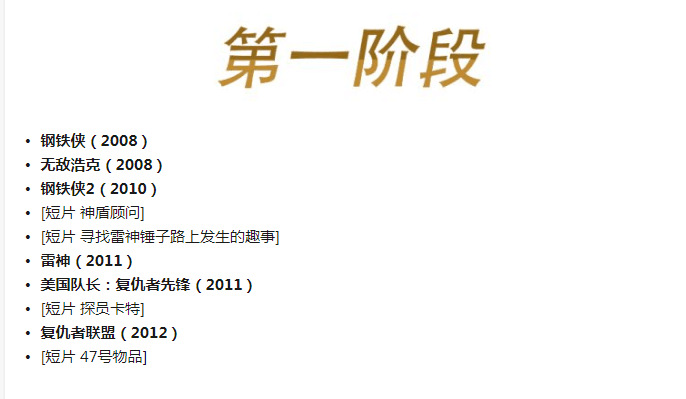 第一阶段
• 钢铁侠（2008）
• 无敌浩克（2008）
• 钢铁侠2（2010）
• [短片 神盾顾问]
• [短片 寻找雷神锤子路上发生的趣事]
• 雷神（2011）
• 美国队长：复仇者先锋（2011）
• [短片 探员卡特]
• 复仇者联盟（2012）
• [短片 47号物品]